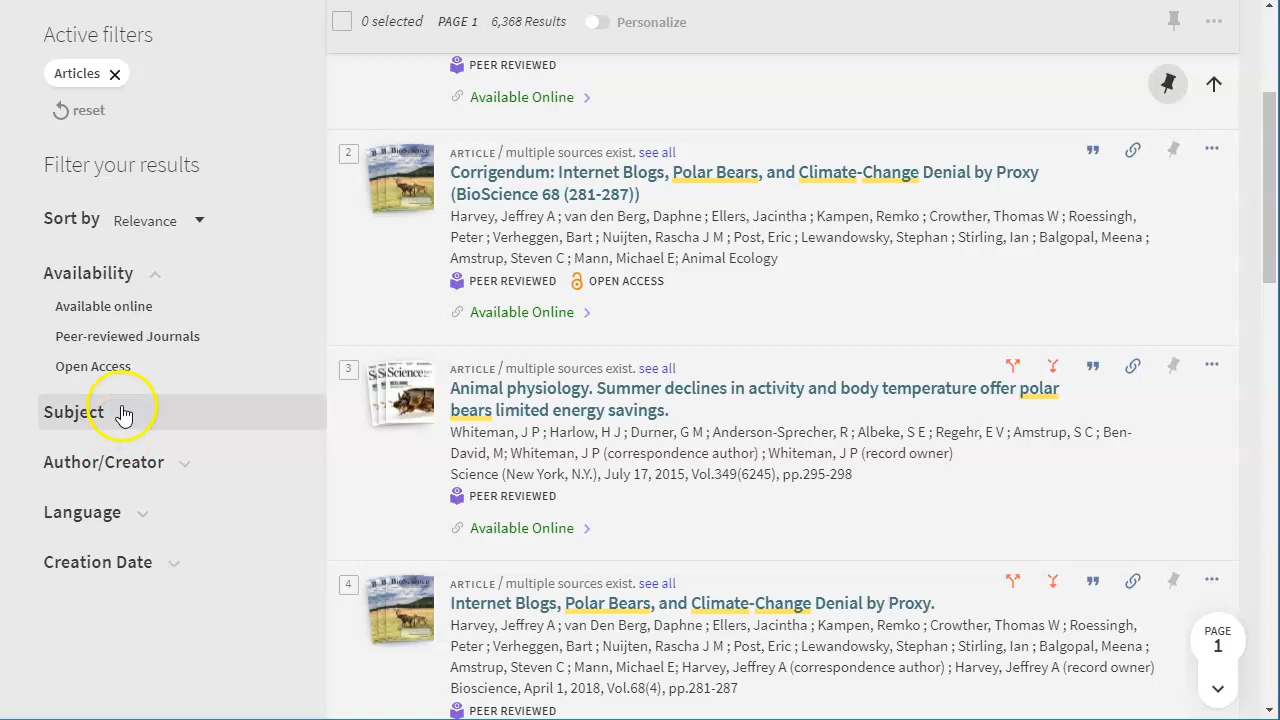 Active filters
Articles
reset
Filter your results
Sort by Relevance
Availability
Available online
Peer-reviewed Journals
Open Access
Subject
Author/Creator
Language
Creation Date
0 selected PAGE 1 6,368 Results Personalize
PEER REVIEWED
Available Online
2
ARTICLE / multiple sources exist. see all
Corrigendum: Internet Blogs, Polar Bears, and Climate-Change Denial by Proxy
(BioScience 68 (281-287))
Harvey, Jeffrey A ; van den Berg, Daphne ; Ellers, Jacintha ; Kampen, Remko ; Crowther, Thomas W ; Roessingh,
Peter ; Verheggen, Bart ; Nuijten, Rascha J M ; Post, Eric ; Lewandowsky, Stephan ; Stirling, Ian ; Balgopal, Meena ;
Amstrup, Steven C ; Mann, Michael E; Animal Ecology
PEER REVIEWED OPEN ACCESS
Available Online
3
Science
ARTICLE / multiple sources exist. see all
Animal physiology. Summer declines in activity and body temperature offer polar
bears limited energy savings.
Whiteman, J P ; Harlow, H J ; Durner, G M ; Anderson-Sprecher, R ; Albeke, S E ; Regehr, E V ; Amstrup, S C ; Ben-
David, M; Whiteman, J P (correspondence author) ; Whiteman, J P (record owner)
Science (New York, N.Y.), July 17, 2015, Vol.349(6245), pp.295-298
PEER REVIEWED
Available Online
4
ARTICLE / multiple sources exist. see all
Internet Blogs, Polar Bears, and Climate-Change Denial by Proxy.
Harvey, Jeffrey A ; van Den Berg, Daphne ; Ellers, Jacintha ; Kampen, Remko ; Crowther, Thomas W ; Roessingh,
Peter ; Verheggen, Bart ; Nuijten, Rascha J M ; Post, Eric ; Lewandowsky, Stephan ; Stirling, Ian ; Balgopal, Meena ;
Amstrup, Steven C ; Mann, Michael E; Harvey, Jeffrey A (correspondence author) ; Harvey, Jeffrey A (record owner)
Bioscience, April 1, 2018, Vol.68(4), pp.281-287
PEER REVIEWED
PAGE
1